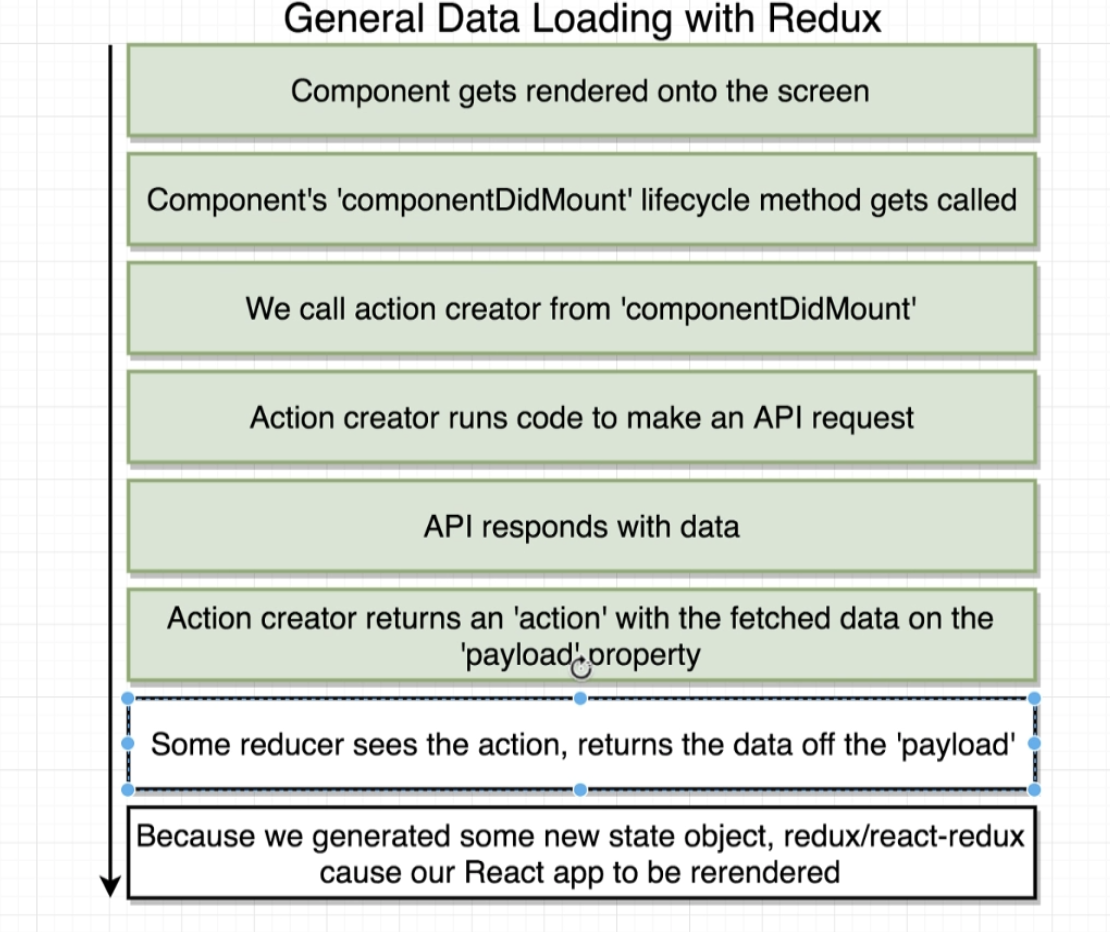 General Data Loading with Redux
Component gets rendered onto the screen
Component's 'componentDidMount' lifecycle method gets called
We call action creator from 'componentDidMount'
Action creator runs code to make an API request
API responds with data
Action creator returns an 'action' with the fetched data on the
'payload' property
Some reducer sees the action, returns the data off the 'payload'
Because we generated some new state object, redux/react-redux
cause our React app to be rerendered